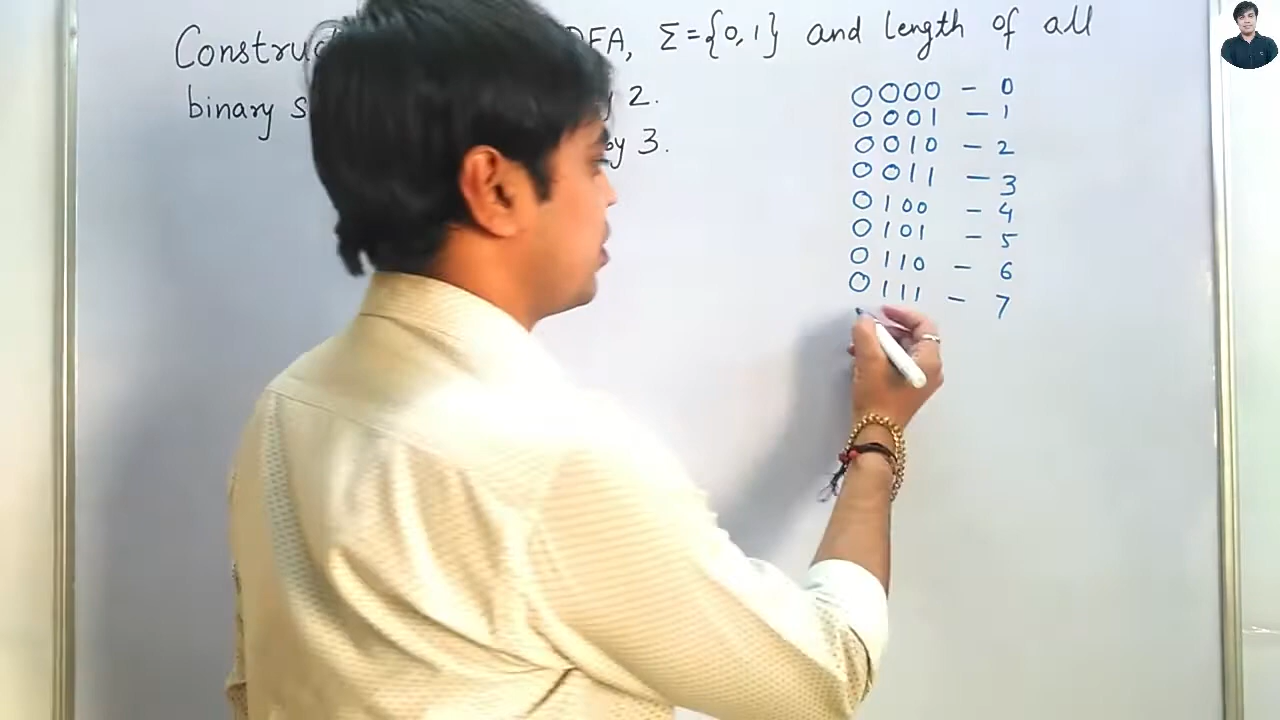 DFA, Σ={0,1} and length of all
binary 2.
by 3.
0000 - 0
0001 - 1
0010 - 2
0011 - 3
0100 - 4
0101 - 5
0110 - 6
0111 - 7